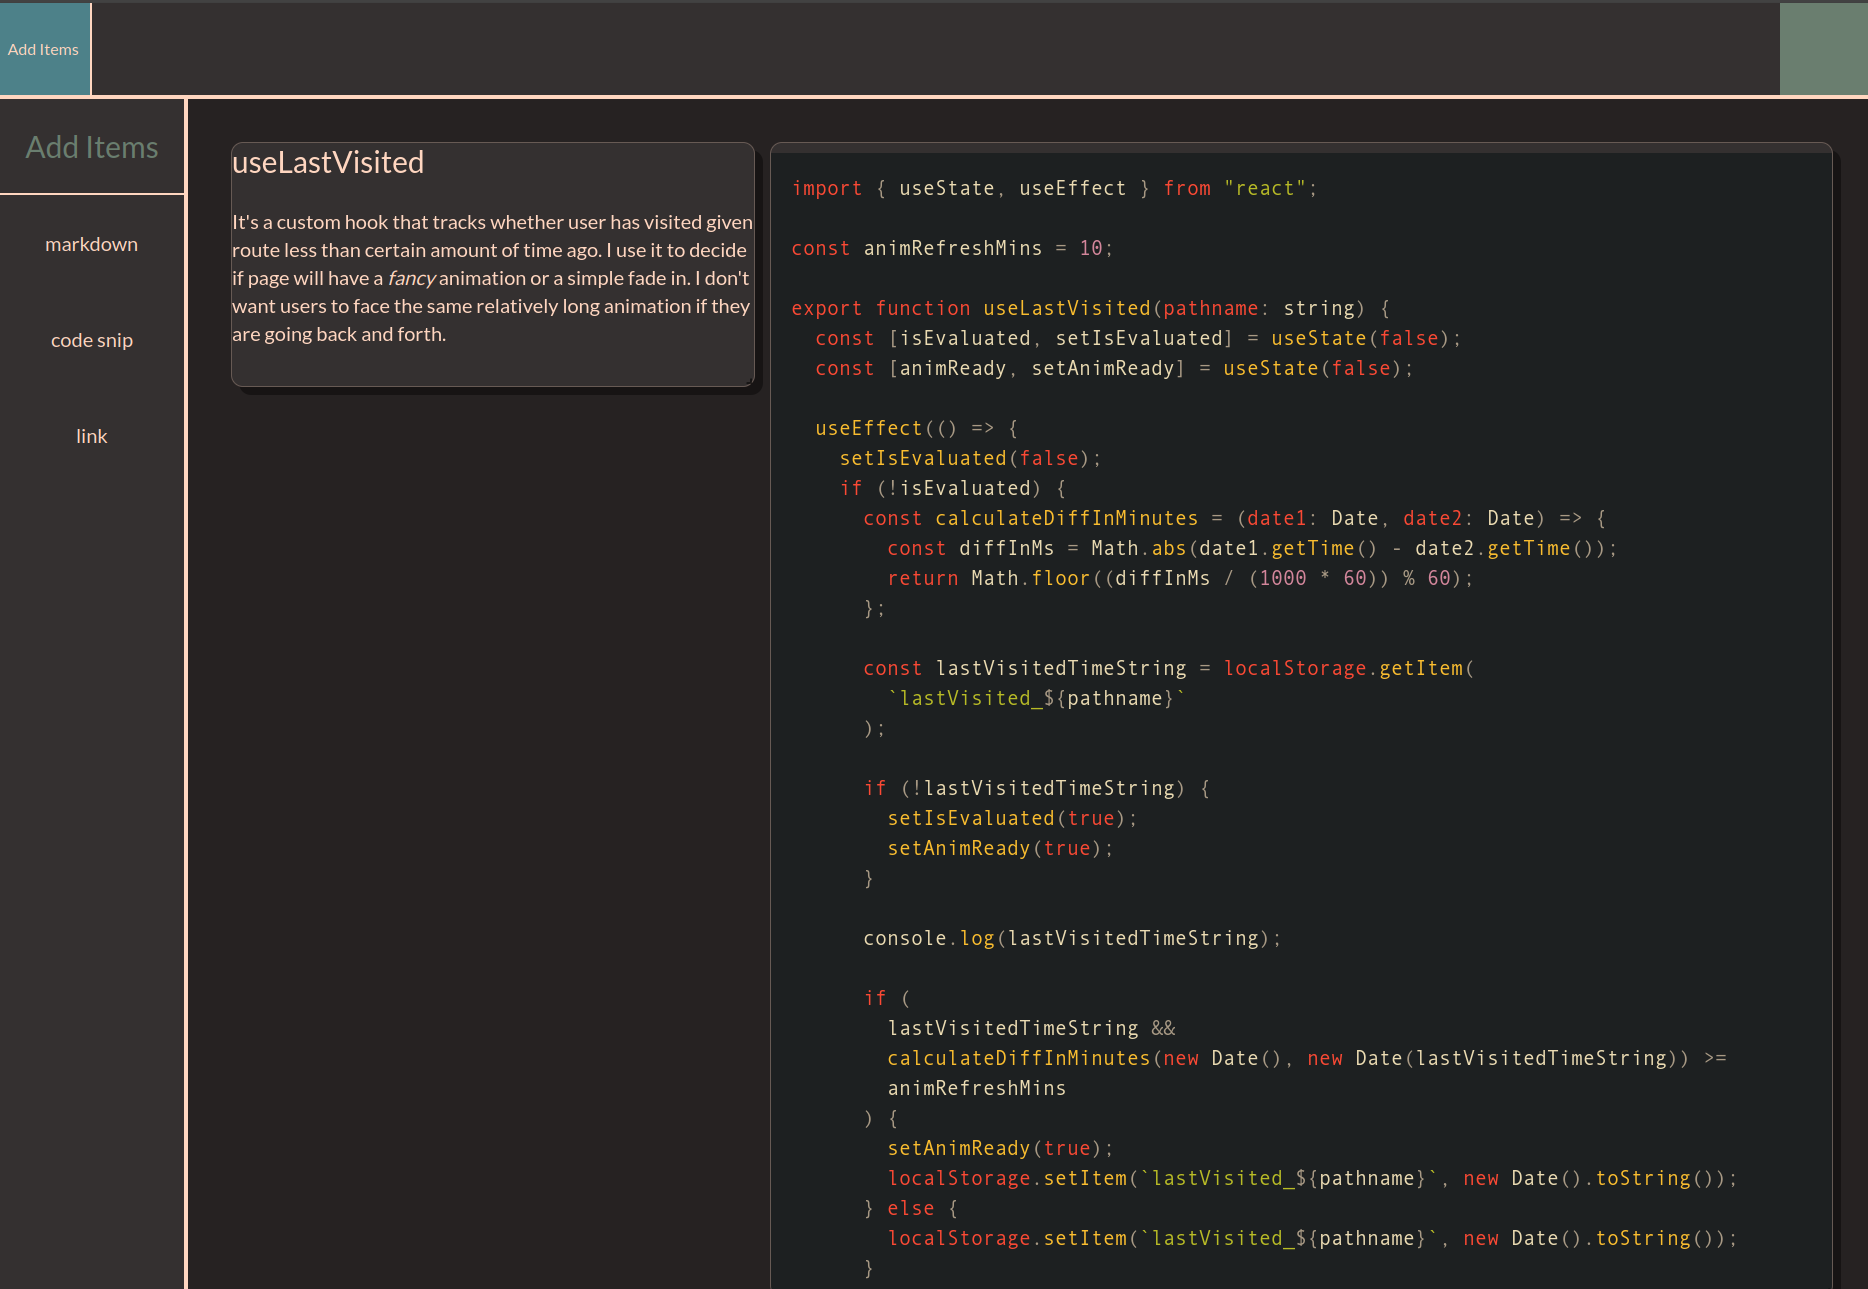 Add Items
Add Items
markdown
code snip
link
useLastVisited
It's a custom hook that tracks whether user has visited given
route less than certain amount of time ago. I use it to decide
if page will have a fancy animation or a simple fade in. I don't
want users to face the same relatively long animation if they
are going back and forth.
import { useState, useEffect } from "react";
const animRefreshMins = 10;
export function useLastVisited(pathname: string) {
  const [isEvaluated, setIsEvaluated] = useState(false);
  const [animReady, setAnimReady] = useState(false);
  useEffect(() => {
    setIsEvaluated(false);
    if (!isEvaluated) {
      const calculateDiffInMinutes = (date1: Date, date2: Date) => {
        const diffInMs = Math.abs(date1.getTime() - date2.getTime());
        return Math.floor((diffInMs / (1000 * 60)) % 60);
      };
      const lastVisitedTimeString = localStorage.getItem(
        `lastVisited_${pathname}`
      );
      if (!lastVisitedTimeString) {
        setIsEvaluated(true);
        setAnimReady(true);
      }
      console.log(lastVisitedTimeString);
      if (
        lastVisitedTimeString &&
        calculateDiffInMinutes(new Date(), new Date(lastVisitedTimeString)) >=
        animRefreshMins
      ) {
        setAnimReady(true);
        localStorage.setItem(`lastVisited_${pathname}`, new Date().toString());
      } else {
        localStorage.setItem(`lastVisited_${pathname}`, new Date().toString());
      }